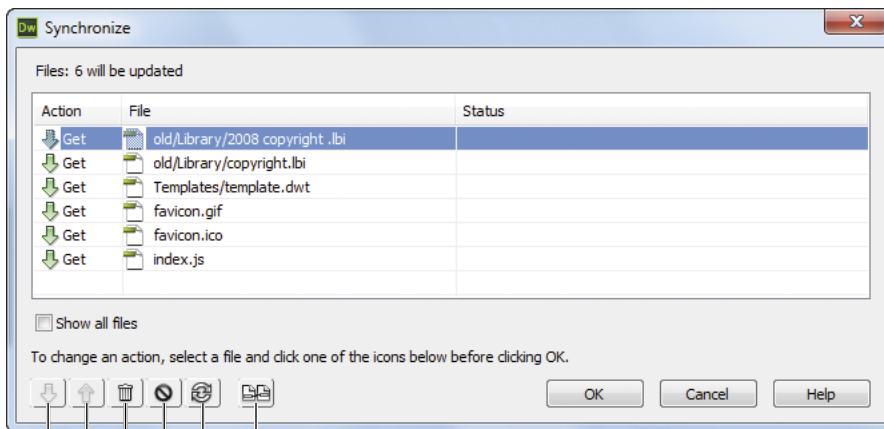 Dw Synchronize
Files: 6 will be updated
Action File Status
Get old/Library/2008 copyright .lbi
Get old/Library/copyright.lbi
Get Templates/template.dwt
Get favicon.gif
Get favicon.ico
Get index.js
Show all files
To change an action, select a file and click one of the icons below before clicking OK.
OK Cancel Help